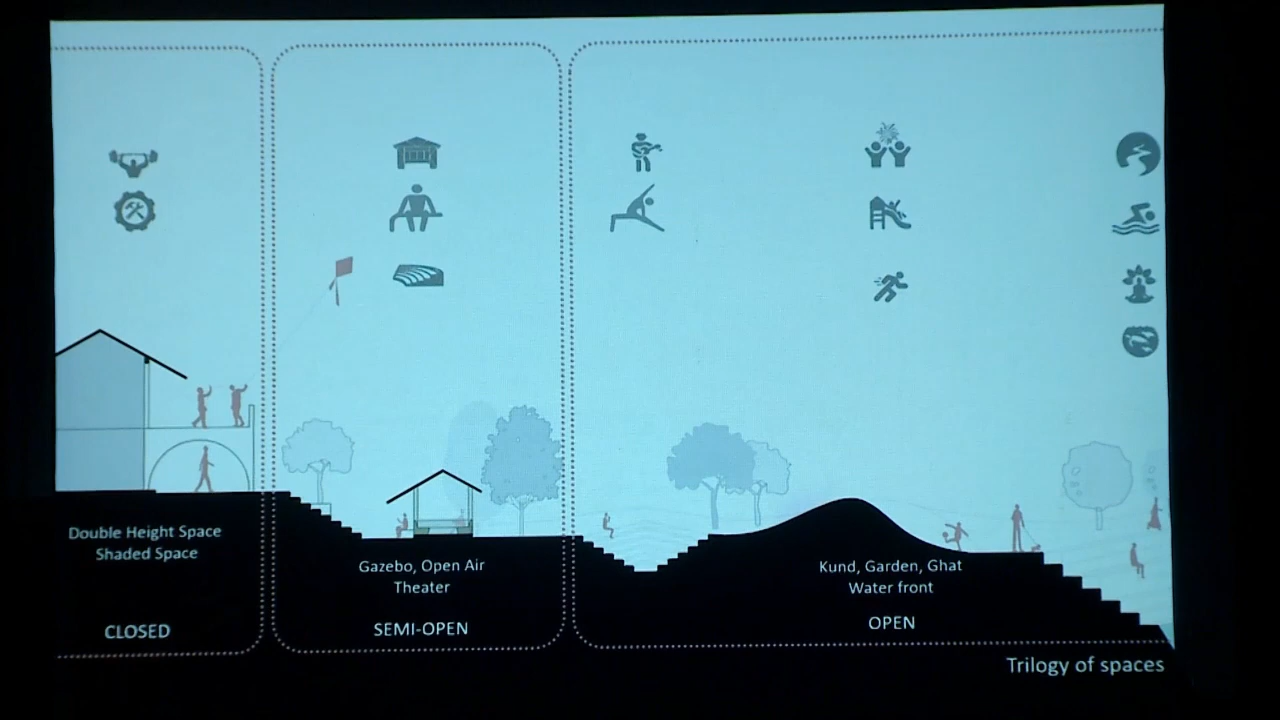 Double Height Space
Shaded Space
CLOSED
Gazebo, Open Air
Theater
SEMI-OPEN
Kund, Garden, Ghat
Water front
OPEN
Trilogy of spaces